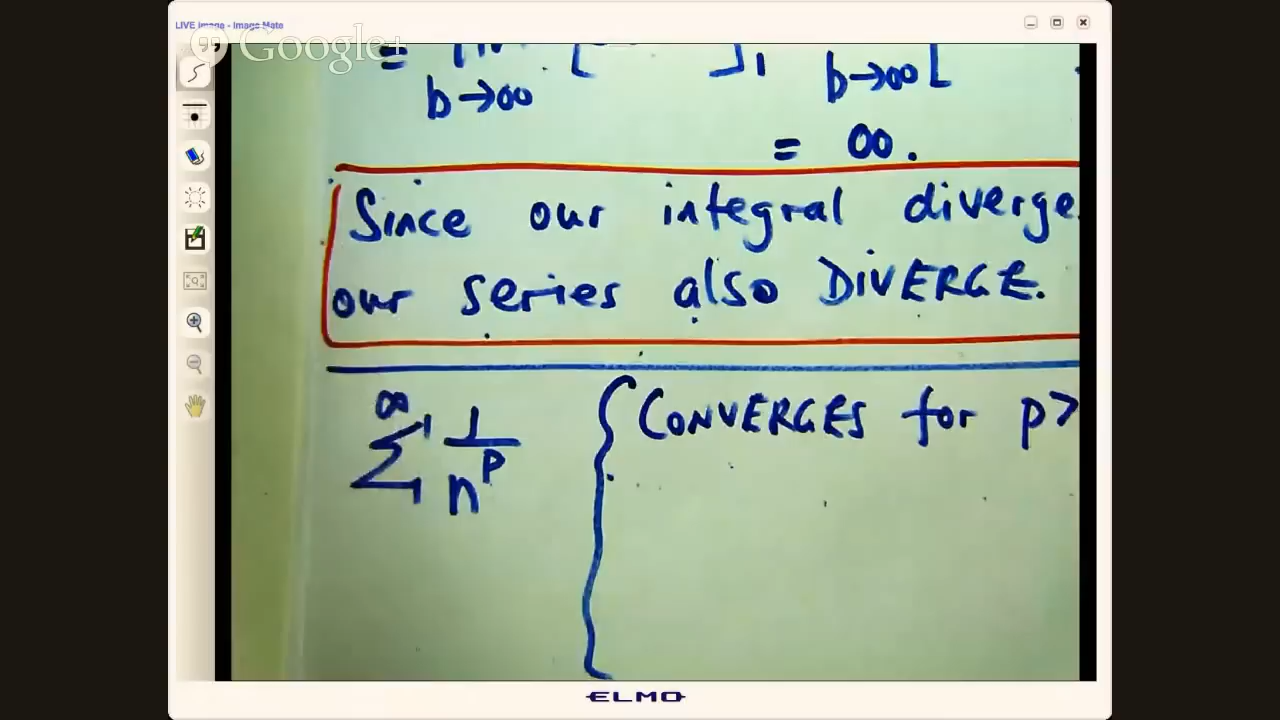 LIVE image - Image Mate
Google+
=
b→∞ b→∞
= ∞.
Since our integral diverge
our series also DIVERGE.
∞
∑ 1/n^p { CONVERGES for p>
ELMO